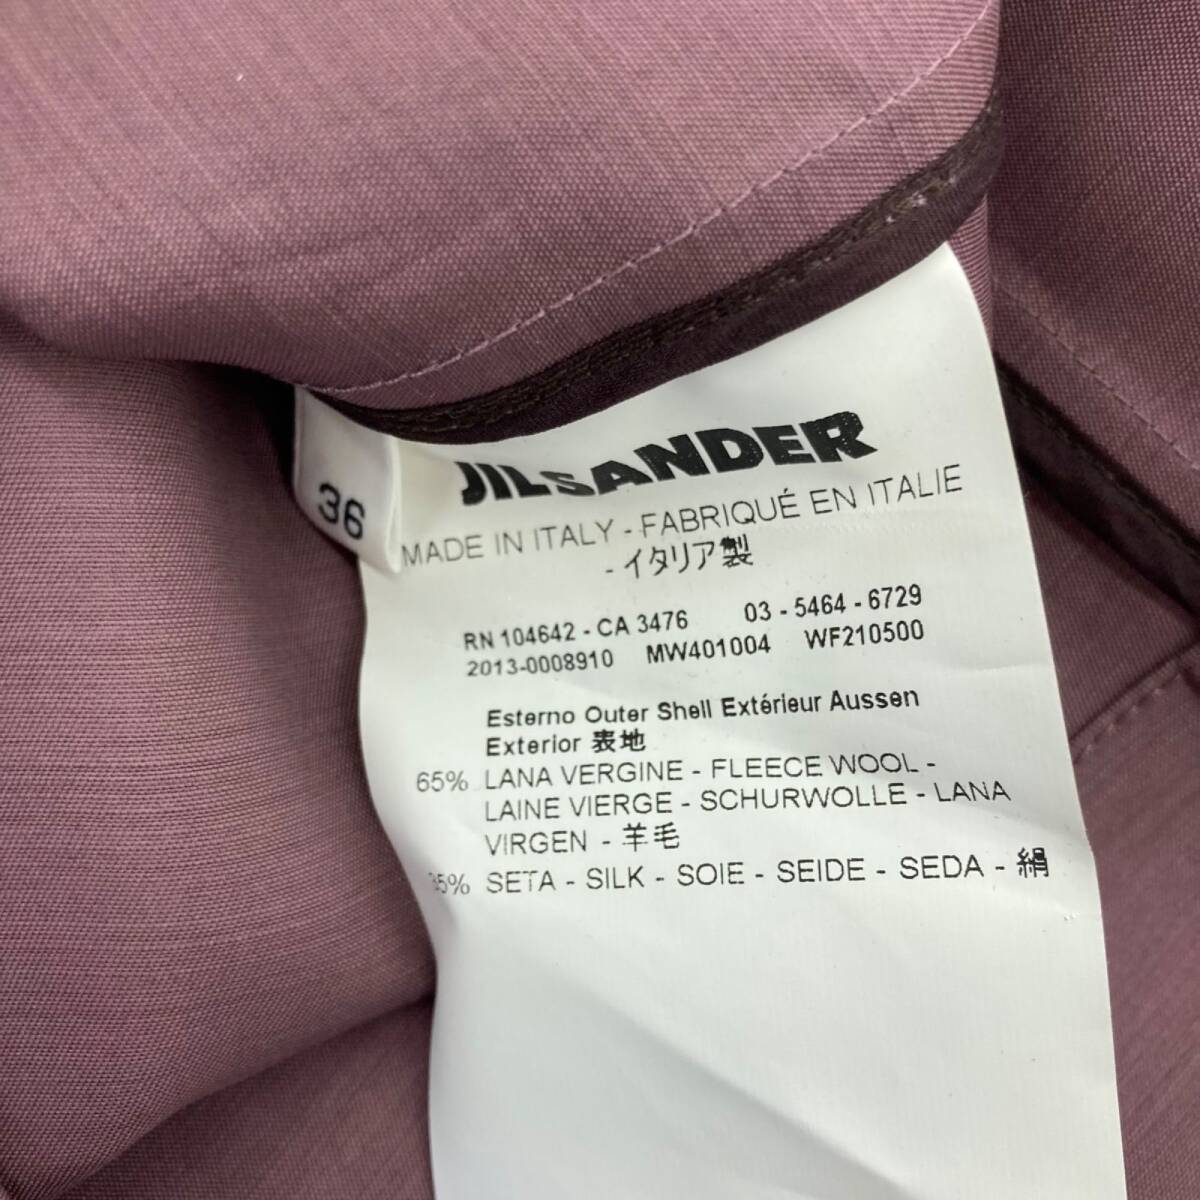 JILSANDER
36
MADE IN ITALY - FABRIQUÉ EN ITALIE
- イタリア製
RN 104642 - CA 3476 03 - 5464 - 6729
2013-0008910 MW401004 WF210500
Esterno Outer Shell Extérieur Aussen
Exterior 表地
65% LANA VERGINE - FLEECE WOOL -
LAINE VIERGE - SCHURWOLLE - LANA
VIRGEN - 羊毛
35% SETA - SILK - SOIE - SEIDE - SEDA - 絹